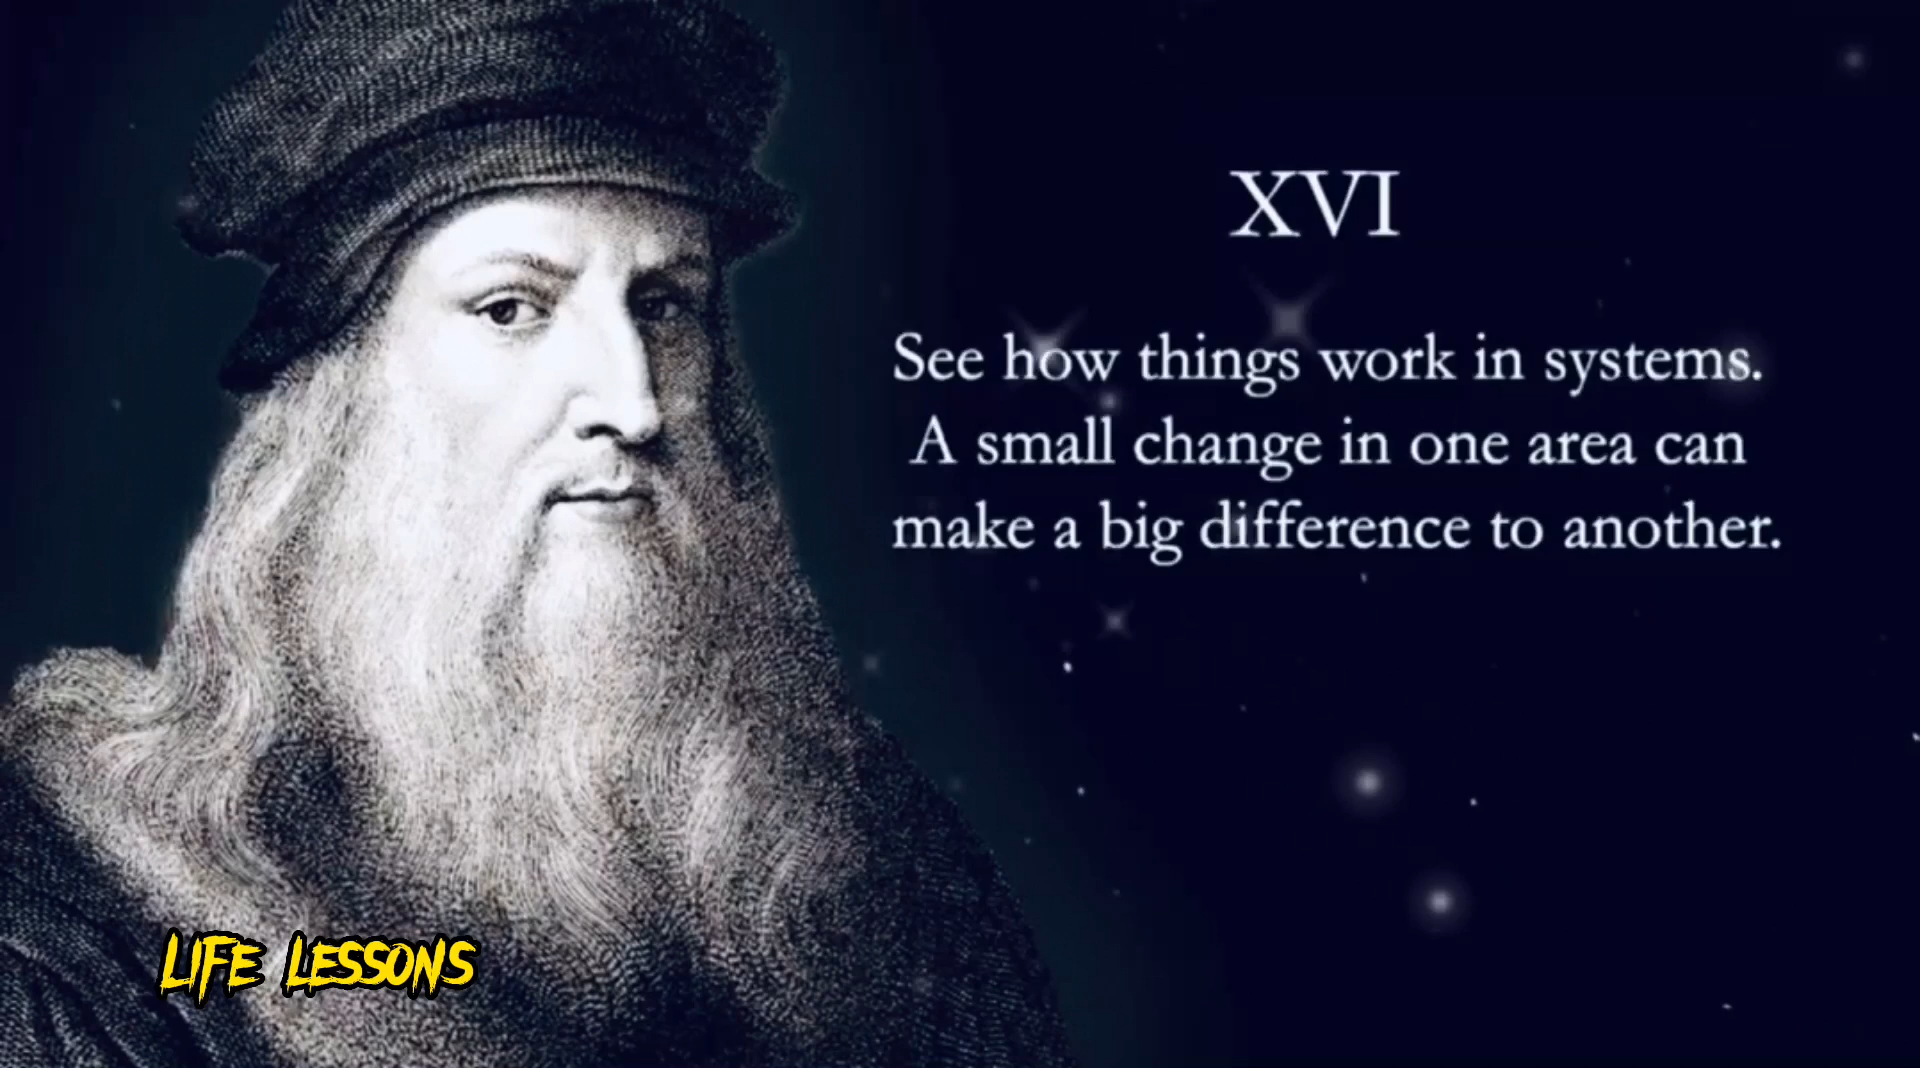 XVI
See how things work in systems.
A small change in one area can
make a big difference to another.
LIFE LESSONS